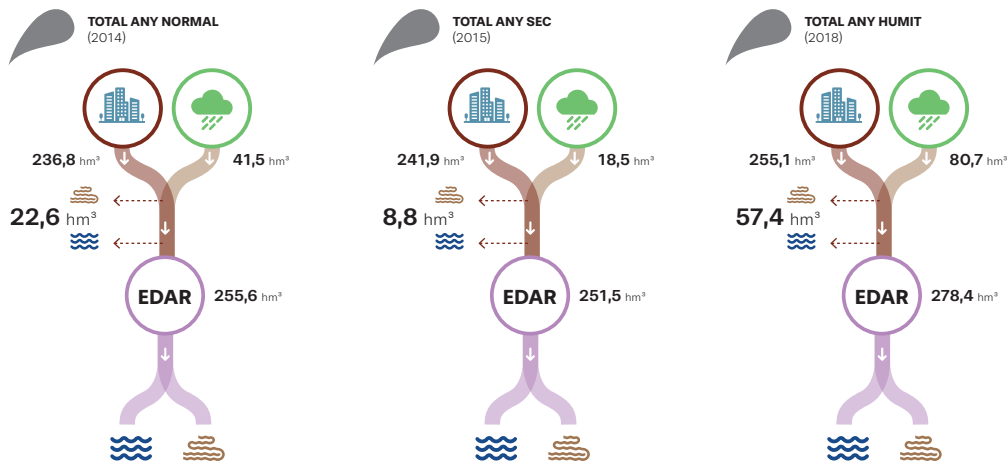 TOTAL ANY NORMAL
(2014)
236,8 hm³
41,5 hm³
22,6 hm³
EDAR
255,6 hm³
TOTAL ANY SEC
(2015)
241,9 hm³
18,5 hm³
8,8 hm³
EDAR
251,5 hm³
TOTAL ANY HUMIT
(2018)
255,1 hm³
80,7 hm³
57,4 hm³
EDAR
278,4 hm³